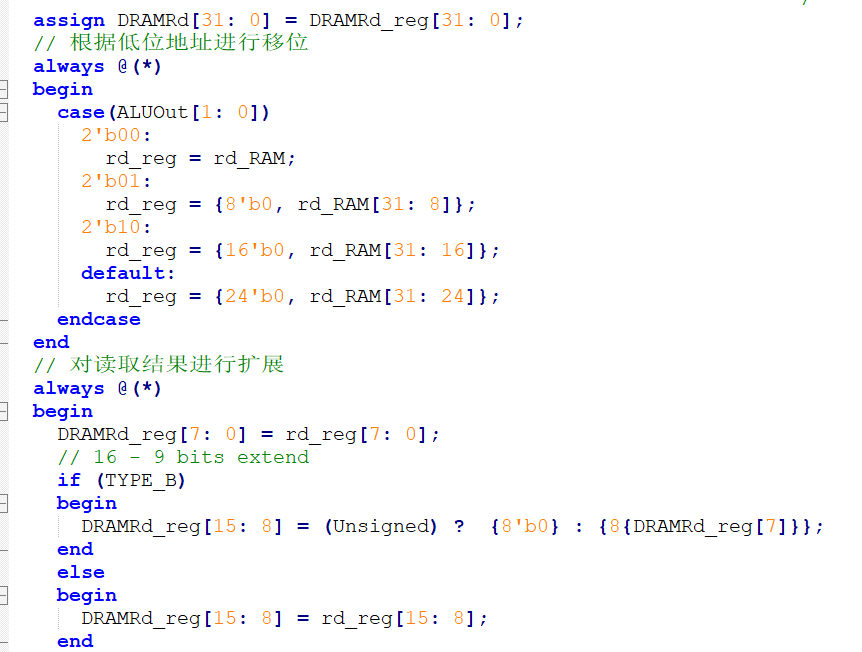 assign DRAMRd[31: 0] = DRAMRd_reg[31: 0];
// 根据低位地址进行移位
always @(*)
begin
  case(ALUOut[1: 0])
    2'b00:
      rd_reg = rd_RAM;
    2'b01:
      rd_reg = {8'b0, rd_RAM[31: 8]};
    2'b10:
      rd_reg = {16'b0, rd_RAM[31: 16]};
    default:
      rd_reg = {24'b0, rd_RAM[31: 24]};
  endcase
end
// 对读取结果进行扩展
always @(*)
begin
  DRAMRd_reg[7: 0] = rd_reg[7: 0];
  // 16 - 9 bits extend
  if (TYPE_B)
  begin
    DRAMRd_reg[15: 8] = (Unsigned) ?  {8'b0} : {8{DRAMRd_reg[7]}};
  end
  else
  begin
    DRAMRd_reg[15: 8] = rd_reg[15: 8];
  end